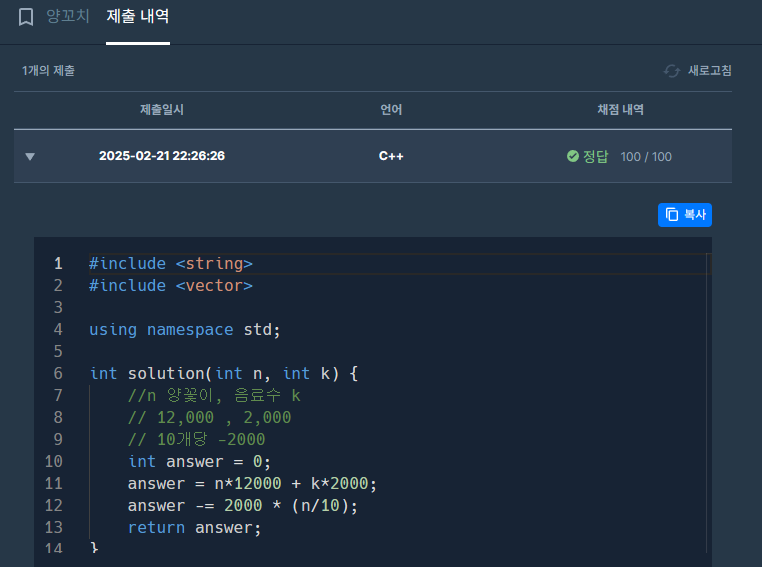 양꼬치 제출 내역
1개의 제출 새로고침
제출일시 언어 채점 내역
2025-02-21 22:26:26 C++ 정답 100 / 100
복사
1 #include <string>
2 #include <vector>
3
4 using namespace std;
5
6 int solution(int n, int k) {
7 //n 양꽃이, 음료수 k
8 // 12,000 , 2,000
9 // 10개당 -2000
10 int answer = 0;
11 answer = n*12000 + k*2000;
12 answer -= 2000 * (n/10);
13 return answer;
14 }